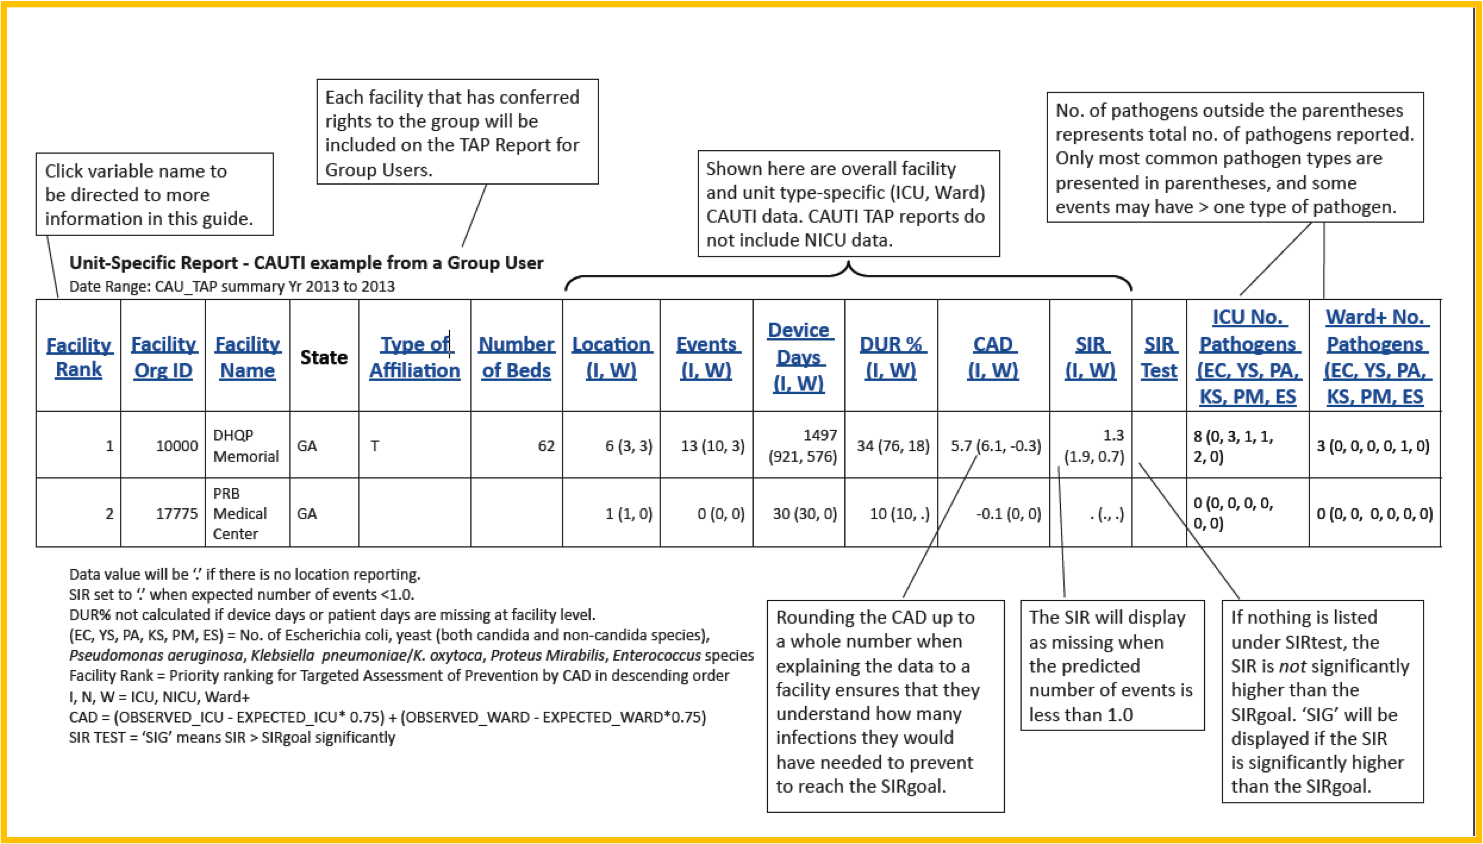 Each facility that has conferred
rights to the group will be
included on the TAP Report for
Group Users.
No. of pathogens outside the parentheses
represents total no. of pathogens reported.
Only most common pathogen types are
presented in parentheses, and some
events may have > one type of pathogen.
Click variable name to
be directed to more
information in this guide.
Shown here are overall facility
and unit type-specific (ICU, Ward)
CAUTI data. CAUTI TAP reports do
not include NICU data.
Unit-Specific Report - CAUTI example from a Group User
Date Range: CAU_TAP summary Yr 2013 to 2013
Facility
Rank
Facility
Org ID
Facility
Name
State
Type of
Affiliation
Number
of Beds
Location
(I, W)
Events
(I, W)
Device
Days
(I, W)
DUR %
(I, W)
CAD
(I, W)
SIR
(I, W)
SIR
Test
ICU No.
Pathogens
(EC, YS, PA,
KS, PM, ES
Ward+ No.
Pathogens
(EC, YS, PA,
KS, PM, ES
1
10000
DHQP
Memorial
GA
T
62
6 (3, 3)
13 (10, 3)
1497
(921, 576)
34 (76, 18)
5.7 (6.1, -0.3)
1.3
(1.9, 0.7)
8 (0, 3, 1, 1,
2, 0)
3 (0, 0, 0, 0, 1, 0)
2
17775
PRB
Medical
Center
GA
1 (1, 0)
0 (0, 0)
30 (30, 0)
10 (10, .)
-0.1 (0, 0)
. (., .)
0 (0, 0, 0, 0,
0, 0)
0 (0, 0, 0, 0, 0, 0)
Data value will be ‘.’ if there is no location reporting.
SIR set to ‘.’ when expected number of events <1.0.
DUR% not calculated if device days or patient days are missing at facility level.
(EC, YS, PA, KS, PM, ES) = No. of Escherichia coli, yeast (both candida and non-candida species),
Pseudomonas aeruginosa, Klebsiella pneumoniae/K. oxytoca, Proteus Mirabilis, Enterococcus species
Facility Rank = Priority ranking for Targeted Assessment of Prevention by CAD in descending order
I, N, W = ICU, NICU, Ward+
CAD = (OBSERVED_ICU - EXPECTED_ICU* 0.75) + (OBSERVED_WARD - EXPECTED_WARD*0.75)
SIR TEST = ‘SIG’ means SIR > SIRgoal significantly
Rounding the CAD up to
a whole number when
explaining the data to a
facility ensures that they
understand how many
infections they would
have needed to prevent
to reach the SIRgoal.
The SIR will display
as missing when
the predicted
number of events is
less than 1.0
If nothing is listed
under SIRtest, the
SIR is not significantly
higher than the
SIRgoal. ‘SIG’ will be
displayed if the SIR
is significantly higher
than the SIRgoal.